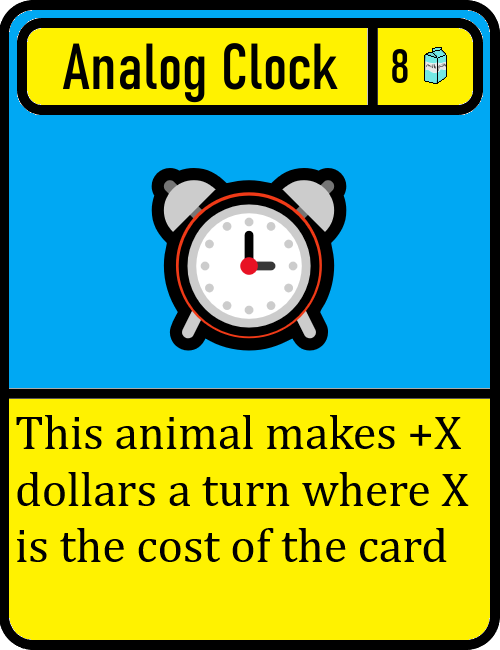 Analog Clock
8
This animal makes +X
dollars a turn where X
is the cost of the card